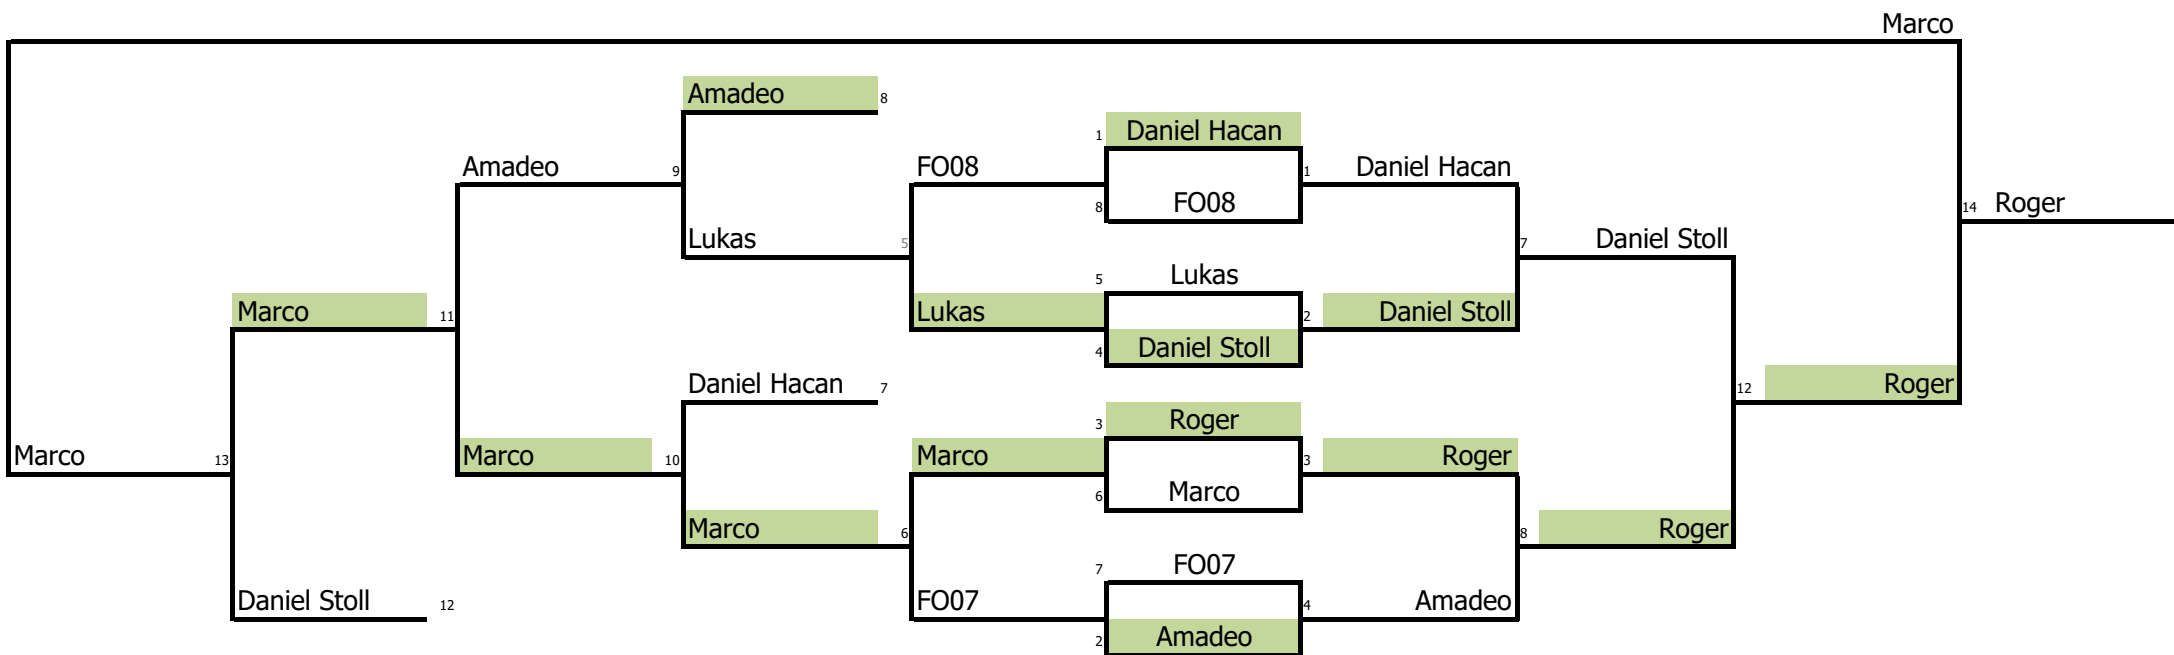 Marco
Amadeo 8
1 Daniel Hacan
Amadeo 9 FO08 1 Daniel Hacan
8 FO08 14 Roger
Lukas 5 7 Daniel Stoll
5 Lukas
Marco 11 Lukas 2 Daniel Stoll
4 Daniel Stoll
Daniel Hacan 7 12 Roger
3 Roger
Marco 13 Marco 10 Marco 3 Roger
6 Marco
Marco 6 8 Roger
7 FO07
Daniel Stoll 12 FO07 4 Amadeo
2 Amadeo